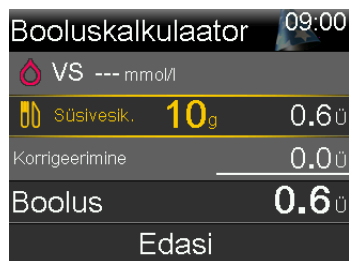 Booluskalkulaator 09:00
VS --- mmol/l
Süsivesik. 10g 0.6ü
Korrigeerimine 0.0ü
Boolus 0.6ü
Edasi